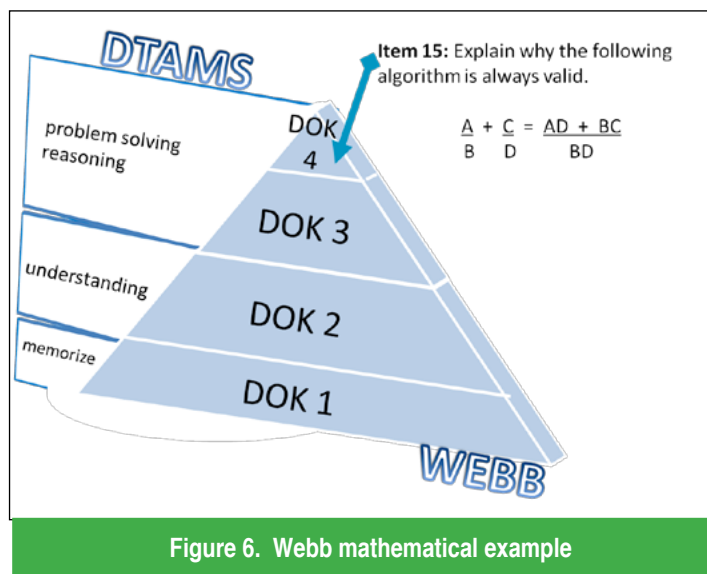 DTAMS
Item 15: Explain why the following
algorithm is always valid.
A + C = AD + BC
B D BD
problem solving
reasoning
DOK
4
DOK 3
understanding
DOK 2
memorize
DOK 1
WEBB
Figure 6. Webb mathematical example